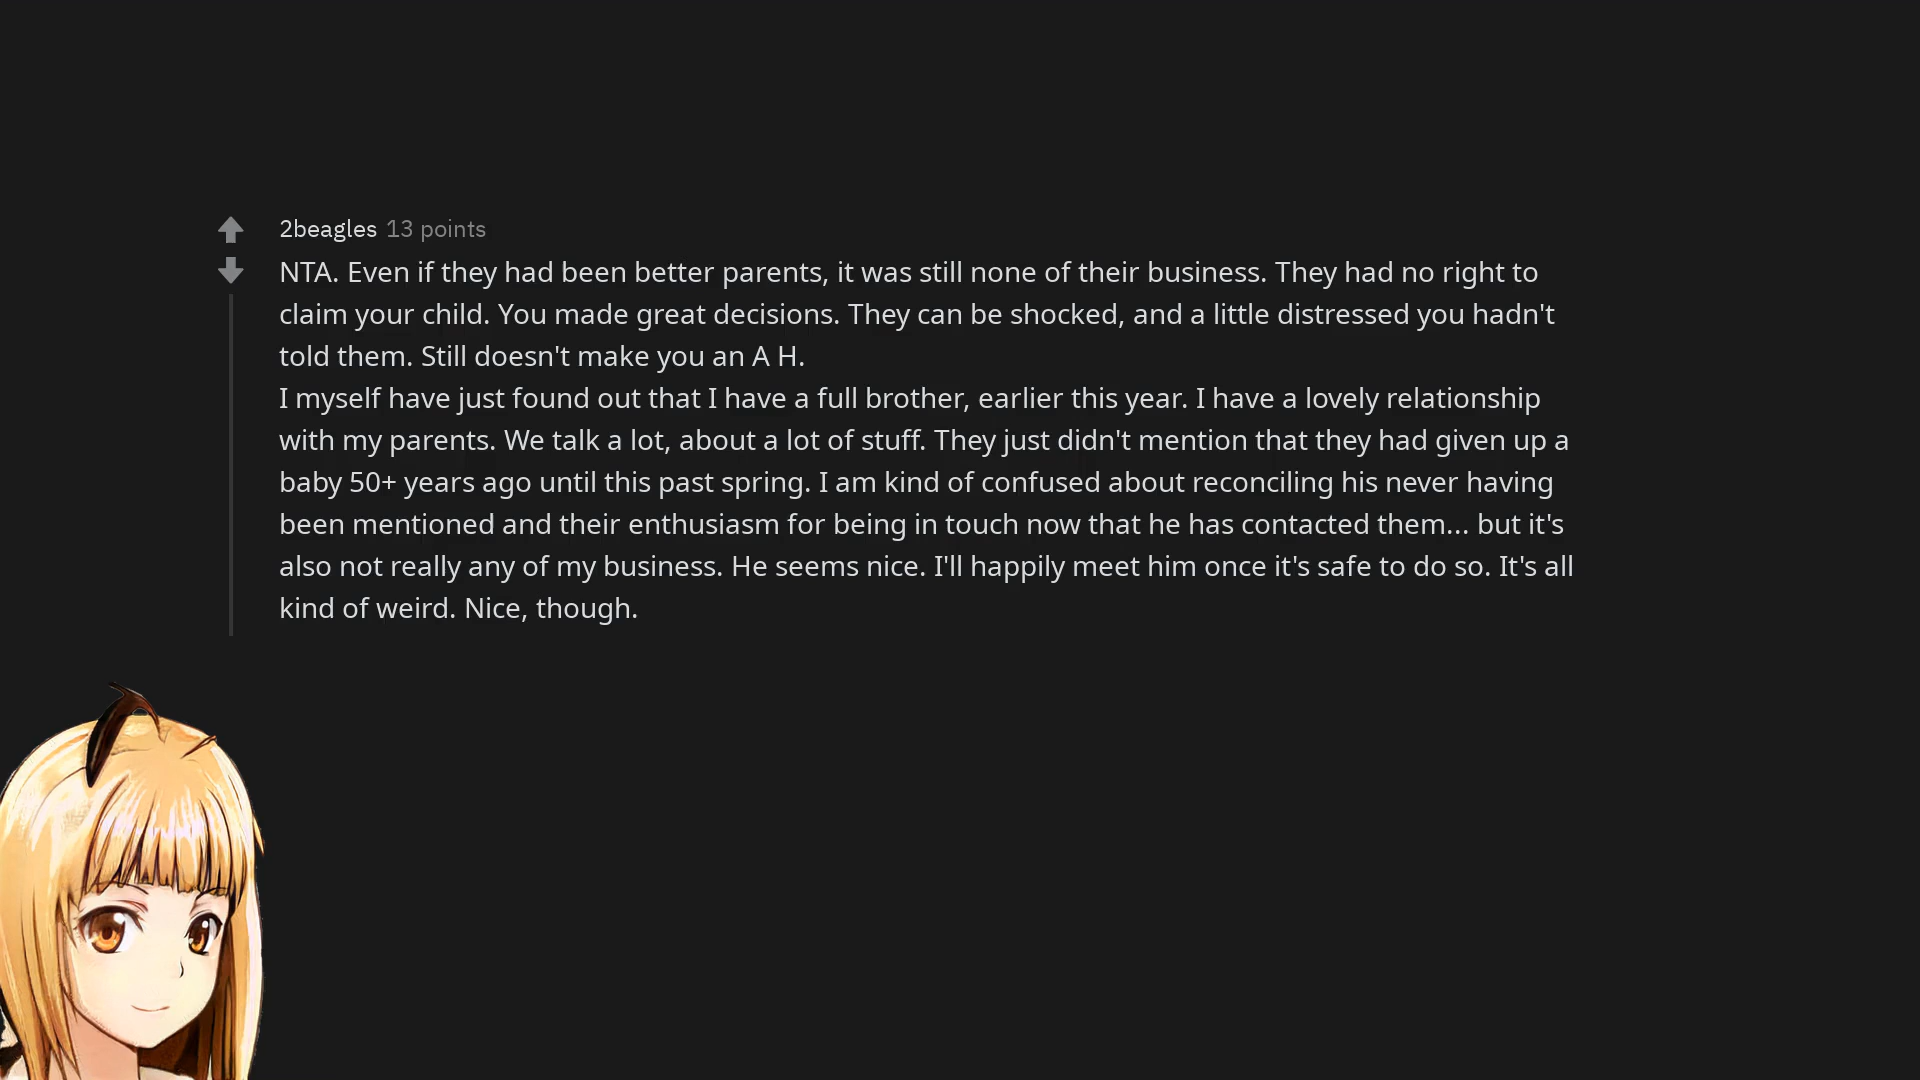 2beagles 13 points
NTA. Even if they had been better parents, it was still none of their business. They had no right to
claim your child. You made great decisions. They can be shocked, and a little distressed you hadn't
told them. Still doesn't make you an A H.
I myself have just found out that I have a full brother, earlier this year. I have a lovely relationship
with my parents. We talk a lot, about a lot of stuff. They just didn't mention that they had given up a
baby 50+ years ago until this past spring. I am kind of confused about reconciling his never having
been mentioned and their enthusiasm for being in touch now that he has contacted them... but it's
also not really any of my business. He seems nice. I'll happily meet him once it's safe to do so. It's all
kind of weird. Nice, though.